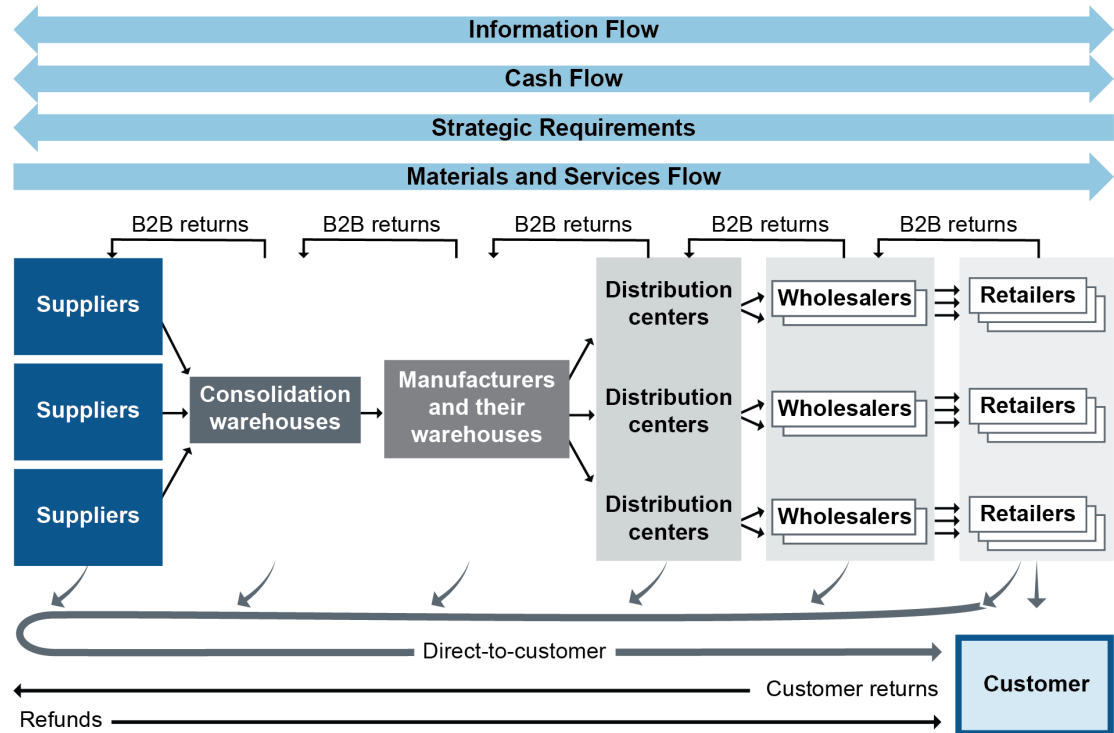 Information Flow
Cash Flow
Strategic Requirements
Materials and Services Flow
B2B returns
B2B returns
B2B returns
B2B returns
B2B returns
Suppliers
Suppliers
Suppliers
Consolidation
warehouses
Manufacturers
and their
warehouses
Distribution
centers
Distribution
centers
Distribution
centers
Wholesalers
Wholesalers
Wholesalers
Retailers
Retailers
Retailers
Direct-to-customer
Customer
Customer returns
Refunds